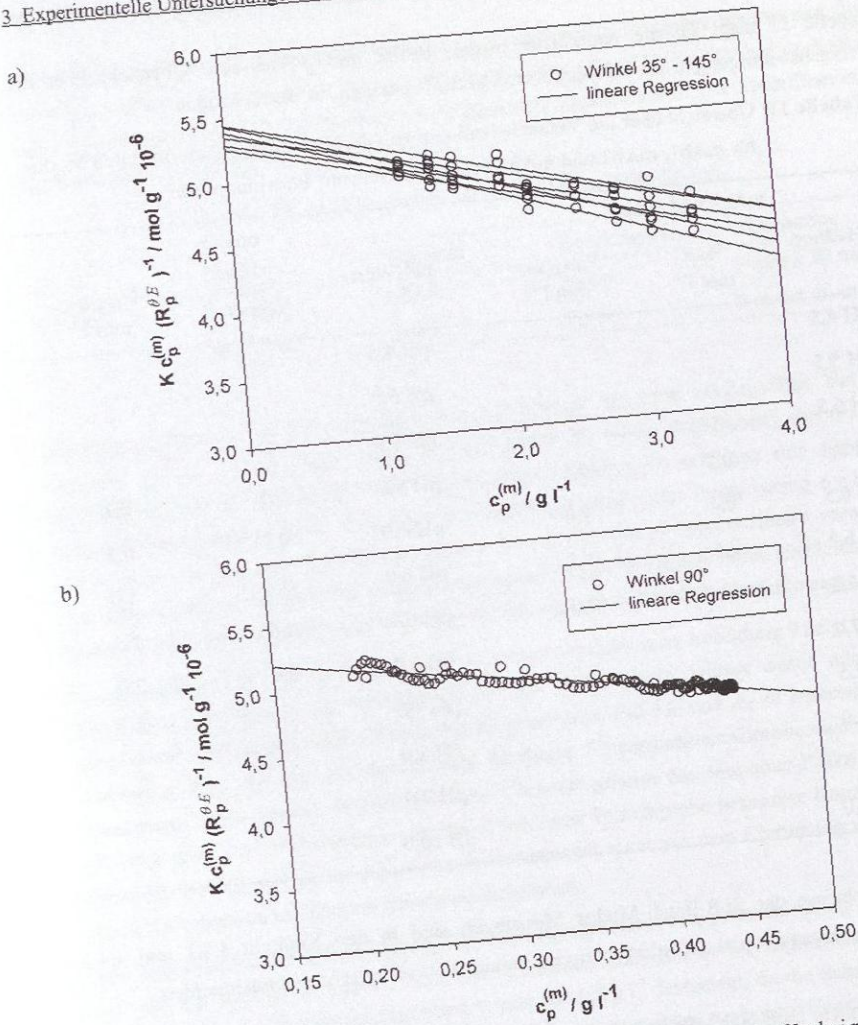 3 Experimentelle
a)
6,0
5,5
5,0
4,5
4,0
3,5
3,0
K c_p^(m) (R_p^θE)^-1 / mol g^-1 10^-6
Winkel 35° - 145°
lineare Regression
0,0 1,0 2,0 3,0 4,0
c_p^(m) / g l^-1
b)
6,0
5,5
5,0
4,5
4,0
3,5
3,0
K c_p^(m) (R_p^θE)^-1 / mol g^-1 10^-6
Winkel 90°
lineare Regression
0,15 0,20 0,25 0,30 0,35 0,40 0,45 0,50
c_p^(m) / g l^-1